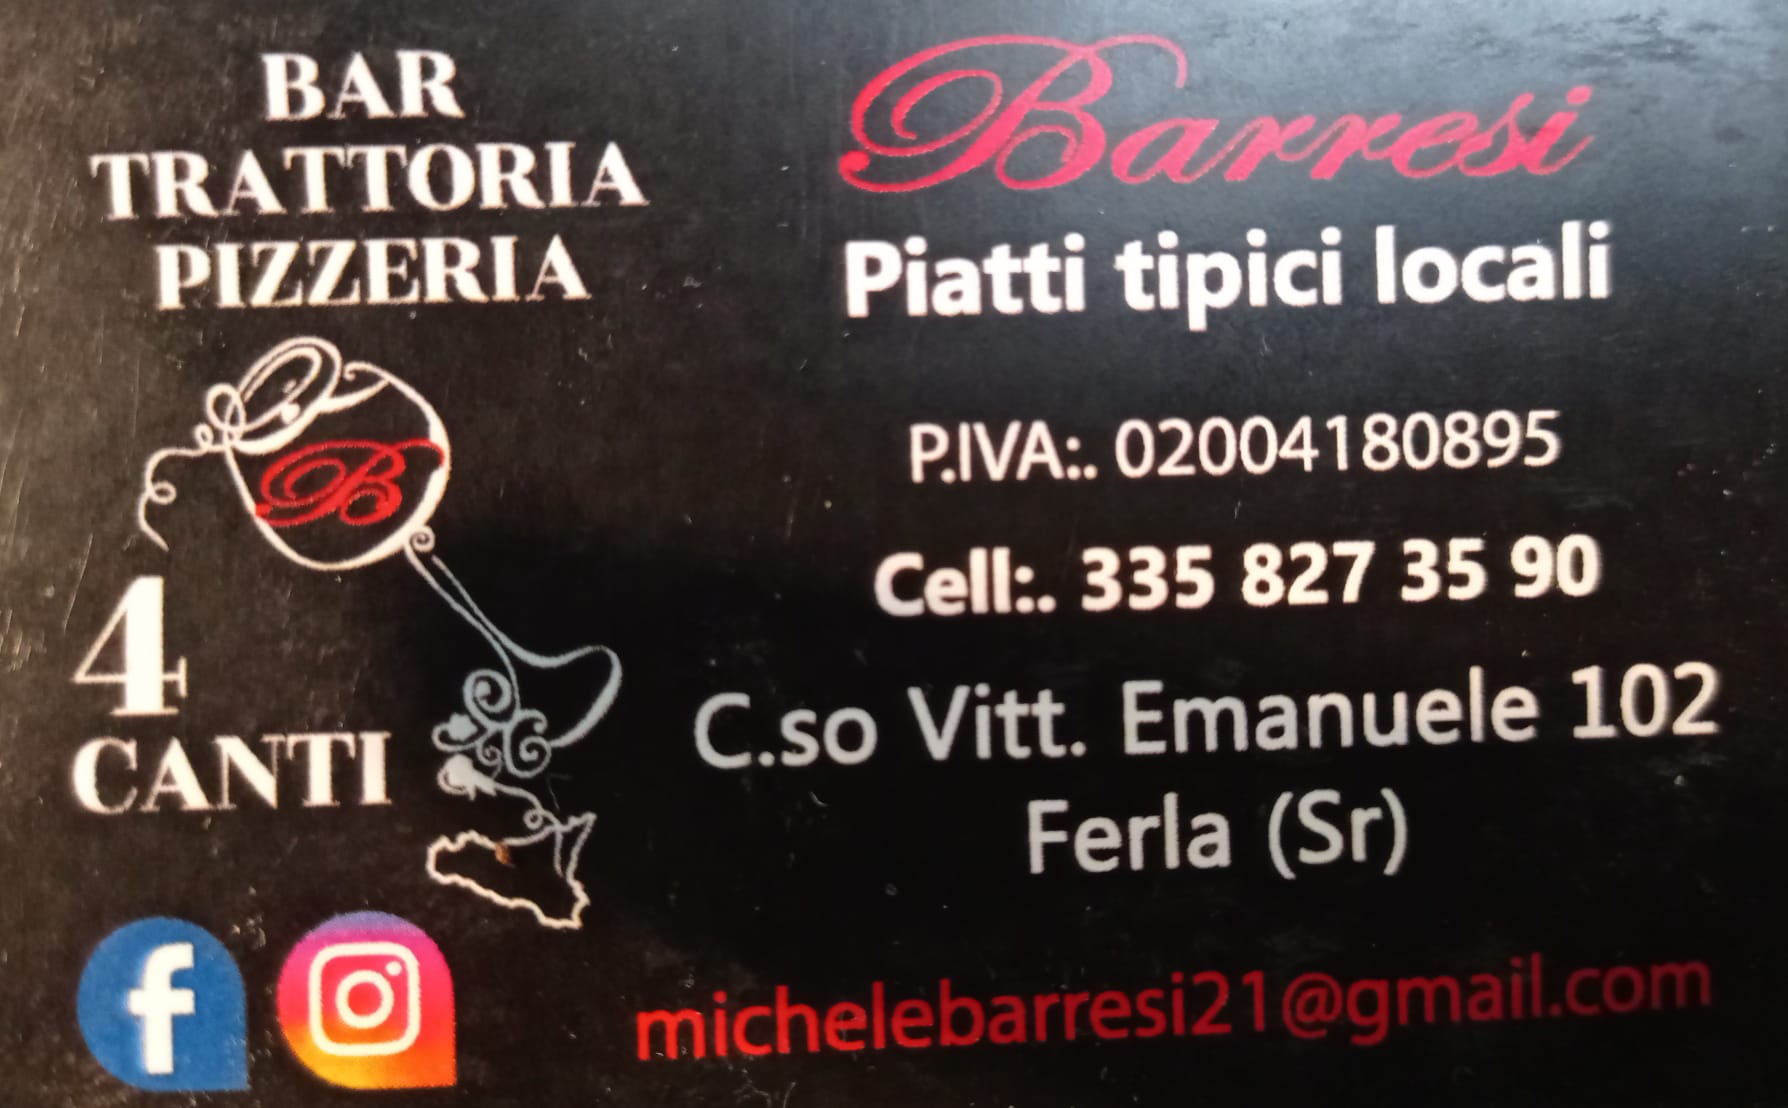 BAR
TRATTORIA
PIZZERIA
B
4
CANTI
Barresi
Piatti tipici locali
P.IVA:. 02004180895
Cell:. 335 827 35 90
C.so Vitt. Emanuele 102
Ferla (Sr)
michelebarresi21@gmail.com